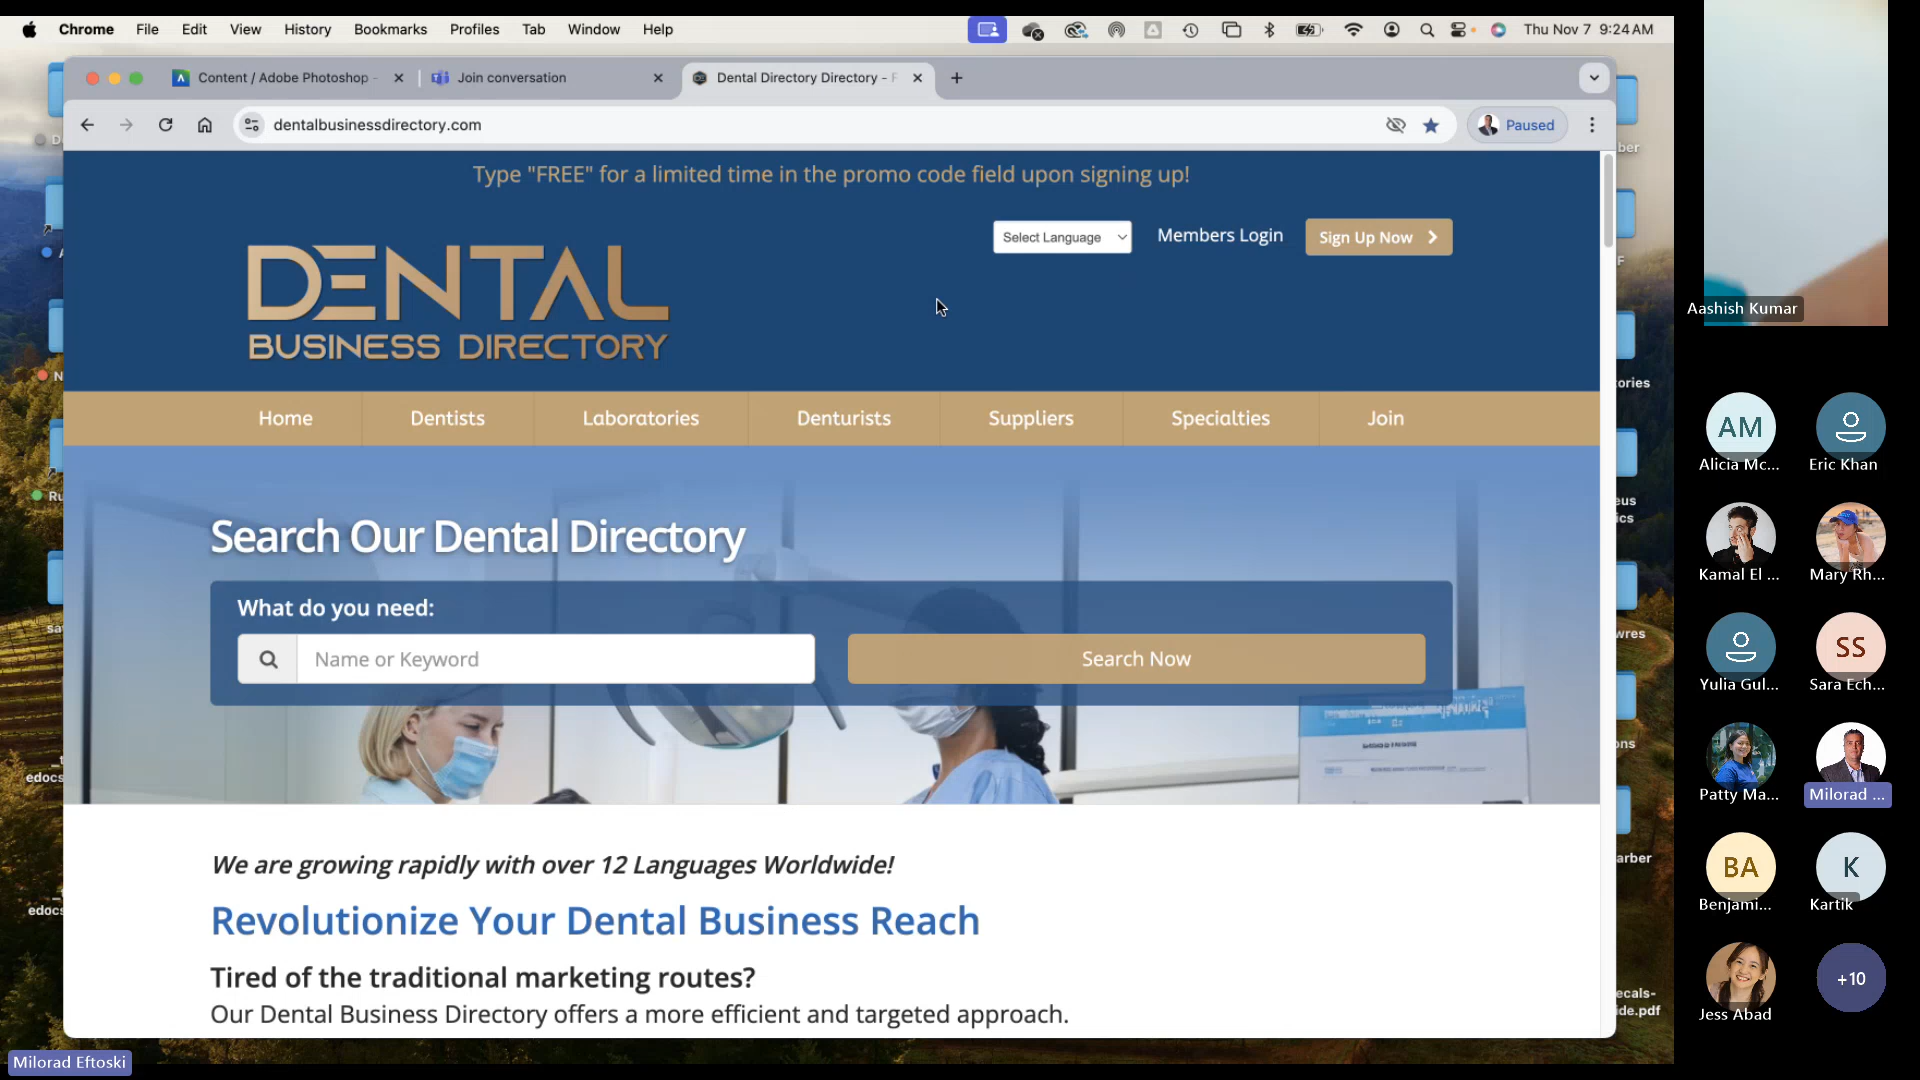 Chrome File Edit View History Bookmarks Profiles Tab Window Help
Thu Nov 7 9:24 AM
Content / Adobe Photoshop -
Join conversation
Dental Directory Directory - F
dentalbusinessdirectory.com
Paused
Type "FREE" for a limited time in the promo code field upon signing up!
Select Language
Members Login
Sign Up Now
DENTAL
BUSINESS DIRECTORY
Home Dentists Laboratories Denturists Suppliers Specialties Join
Search Our Dental Directory
What do you need:
Name or Keyword
Search Now
We are growing rapidly with over 12 Languages Worldwide!
Revolutionize Your Dental Business Reach
Tired of the traditional marketing routes?
Our Dental Business Directory offers a more efficient and targeted approach.
Aashish Kumar
AM
Alicia Mc...
Eric Khan
Kamal El ...
Mary Rh...
Yulia Gul...
SS
Sara Ech...
Patty Ma...
Milorad ...
BA
Benjami...
K
Kartik
Jess Abad
+10
Milorad Eftoski